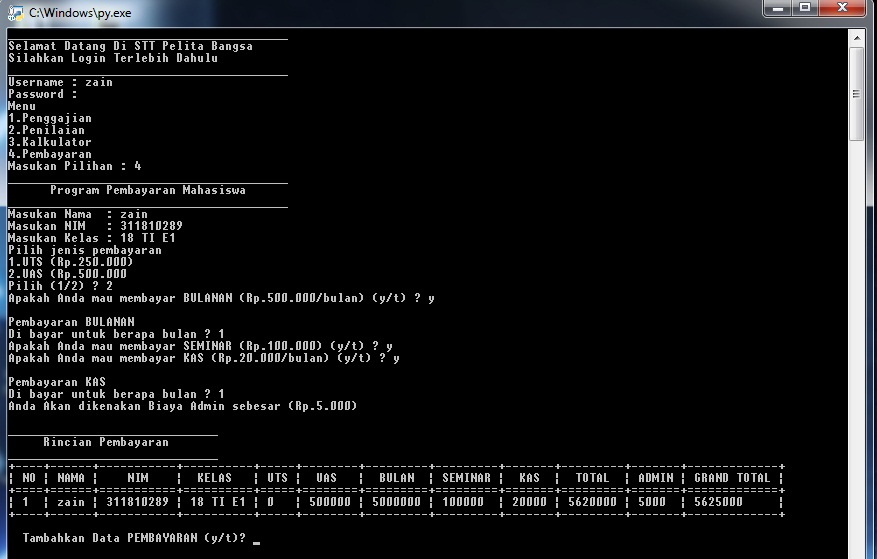 C:\Windows\py.exe
Selamat Datang Di STT Pelita Bangsa
Silahkan Login Terlebih Dahulu
Username : zain
Password :
Menu
1.Penggajian
2.Penilaian
3.Kalkulator
4.Pembayaran
Masukan Pilihan : 4
Program Pembayaran Mahasiswa
Masukan Nama : zain
Masukan NIM : 311810289
Masukan Kelas : 18 TI E1
Pilih jenis pembayaran
1.UTS (Rp.250.000)
2.UAS (Rp.500.000
Pilih (1/2) ? 2
Apakah Anda mau membayar BULANAN (Rp.500.000/bulan) (y/t) ? y
Pembayaran BULANAN
Di bayar untuk berapa bulan ? 1
Apakah Anda mau membayar SEMINAR (Rp.100.000) (y/t) ? y
Apakah Anda mau membayar KAS (Rp.20.000/bulan) (y/t) ? y
Pembayaran KAS
Di bayar untuk berapa bulan ? 1
Anda Akan dikenakan Biaya Admin sebesar (Rp.5.000)
Rincian Pembayaran
| NO | NAMA | NIM | KELAS | UTS | UAS | BULAN | SEMINAR | KAS | TOTAL | ADMIN | GRAND TOTAL |
| 1 | zain | 311810289 | 18 TI E1 | 0 | 500000 | 5000000 | 100000 | 20000 | 5620000 | 5000 | 5625000 |
Tambahkan Data PEMBAYARAN (y/t)? _